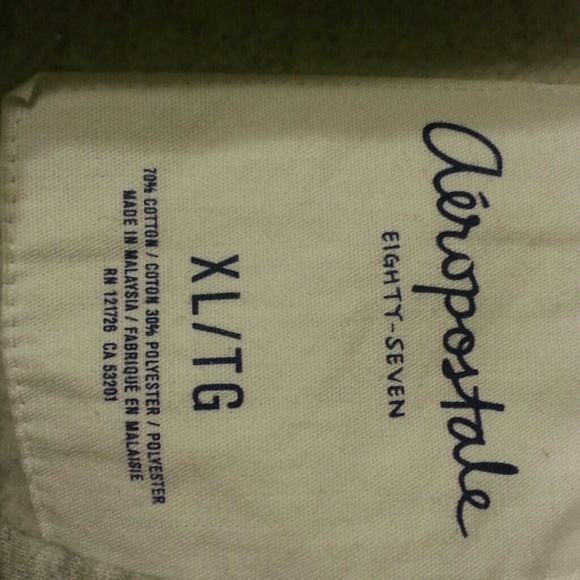 aéropostale
EIGHTY-SEVEN
XL/TG
70% COTTON / COTON 30% POLYESTER / POLYESTER
MADE IN MALAYSIA / FABRIQUÉ EN MALAISIE
RN 121726 CA 53201